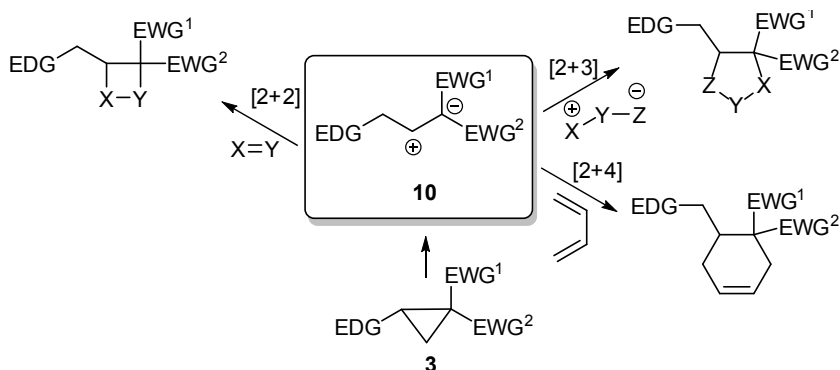 EWG¹
EDG EWG²
X–Y
[2+2]
X=Y
EWG¹
⊖
EDG EWG²
⊕
10
[2+3]
⊕ ⊖
X Y Z
EWG¹
EDG EWG²
Z X
Y
[2+4]
EWG¹
EDG EWG²
EWG¹
EDG EWG²
3